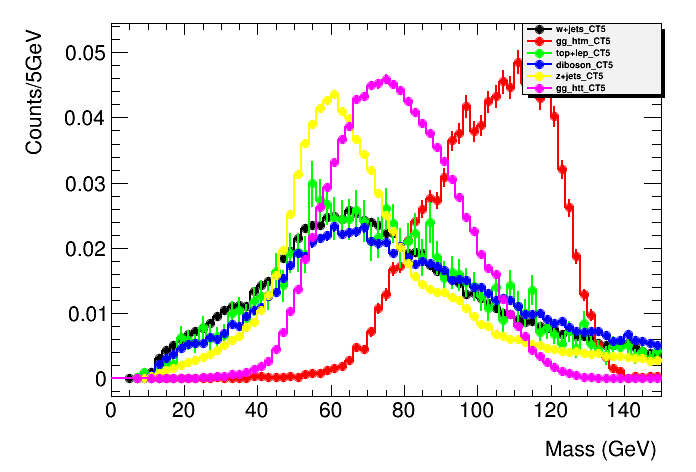 Counts/5GeV
0.05
0.04
0.03
0.02
0.01
0
w+jets_CT5
gg_htm_CT5
top+lep_CT5
diboson_CT5
z+jets_CT5
gg_htt_CT5
0 20 40 60 80 100 120 140
Mass (GeV)